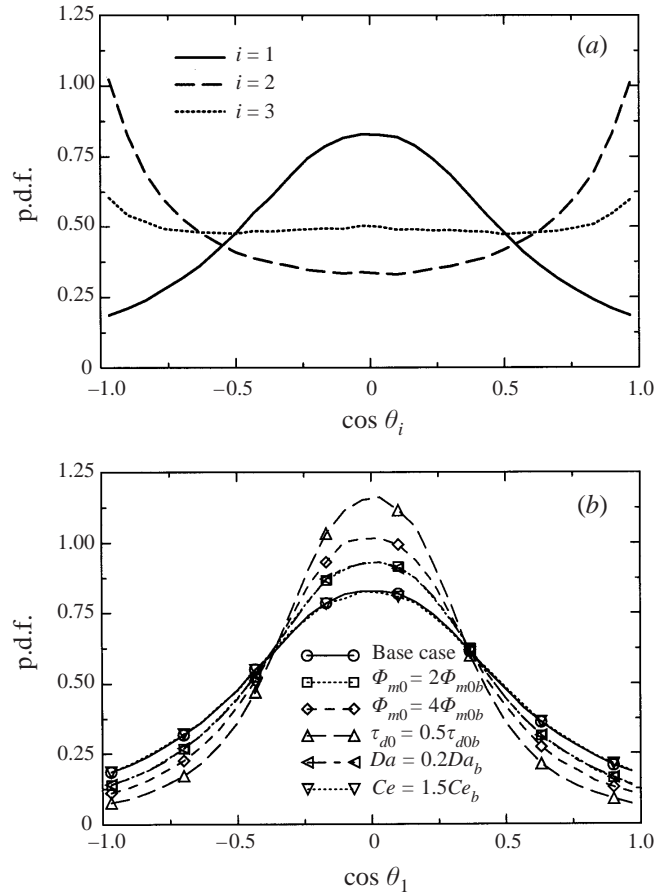 1.25
(a)
i = 1
i = 2
i = 3
1.00
0.75
p.d.f.
0.50
0.25
0
−1.0 −0.5 0 0.5 1.0
cos θi
1.25
(b)
1.00
0.75
p.d.f.
Base case
Φm0 = 2Φm0b
0.50
Φm0 = 4Φm0b
τd0 = 0.5τd0b
0.25
Da = 0.2Dab
Ce = 1.5Ceb
0
−1.0 −0.5 0 0.5 1.0
cos θ1